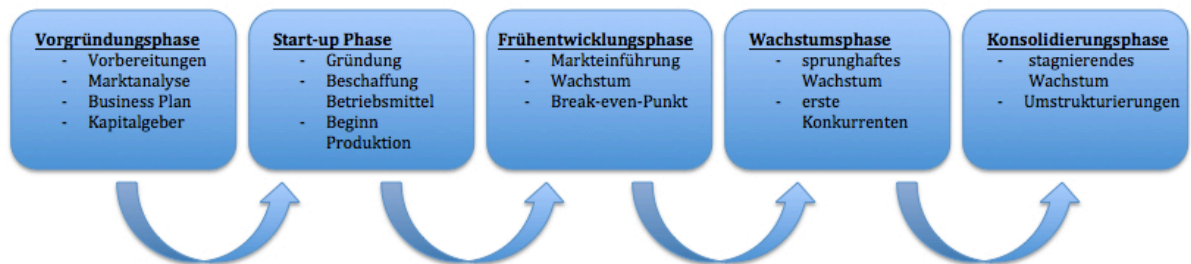 Vorgründungsphase
- Vorbereitungen
- Marktanalyse
- Business Plan
- Kapitalgeber
Start-up Phase
- Gründung
- Beschaffung
Betriebsmittel
- Beginn
Produktion
Frühentwicklungsphase
- Markteinführung
- Wachstum
- Break-even-Punkt
Wachstumsphase
- sprunghaftes
Wachstum
- erste
Konkurrenten
Konsolidierungsphase
- stagnierendes
Wachstum
- Umstrukturierungen